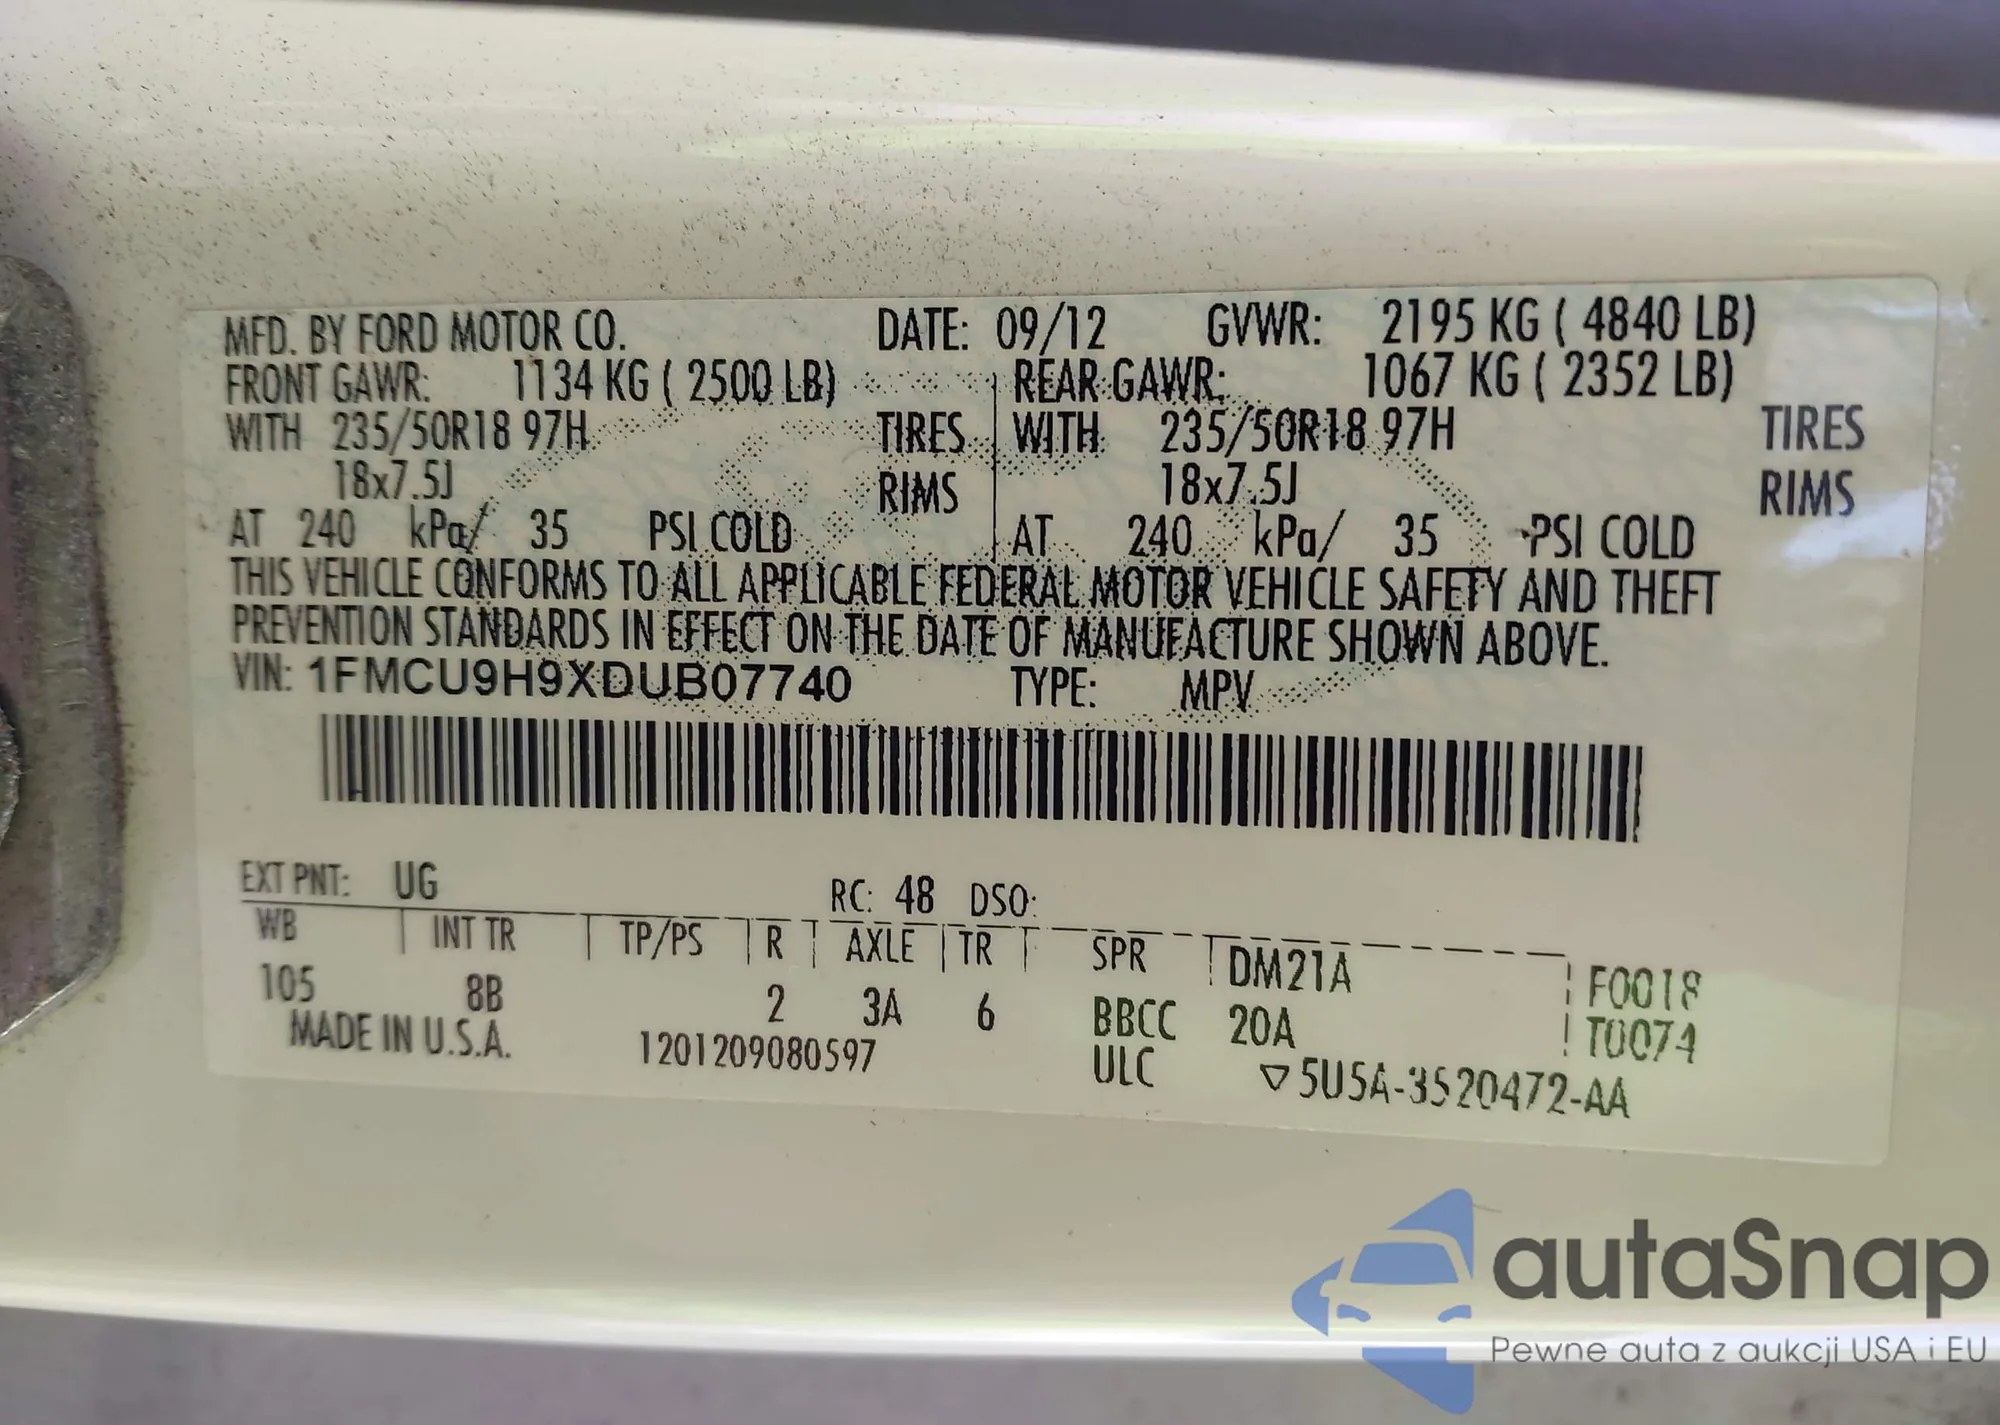 MFD. BY FORD MOTOR CO. DATE: 09/12 GVWR: 2195 KG ( 4840 LB)
FRONT GAWR: 1134 KG ( 2500 LB) REAR GAWR: 1067 KG ( 2352 LB)
WITH 235/50R18 97H TIRES WITH 235/50R18 97H TIRES
18x7.5J RIMS 18x7.5J RIMS
AT 240 kPa/ 35 PSI COLD AT 240 kPa/ 35 PSI COLD
THIS VEHICLE CONFORMS TO ALL APPLICABLE FEDERAL MOTOR VEHICLE SAFETY AND THEFT
PREVENTION STANDARDS IN EFFECT ON THE DATE OF MANUFACTURE SHOWN ABOVE.
VIN: 1FMCU9H9XDUB07740 TYPE: MPV
EXT PNT: UG RC: 48 DSO:
WB INT TR TP/PS R AXLE TR SPR DM21A F0018
105 8B 2 3A 6 BBCC 20A T0074
MADE IN U.S.A. 1201209080597 ULC ▽5U5A-3520472-AA
autaSnap
Pewne auta z aukcji USA i EU